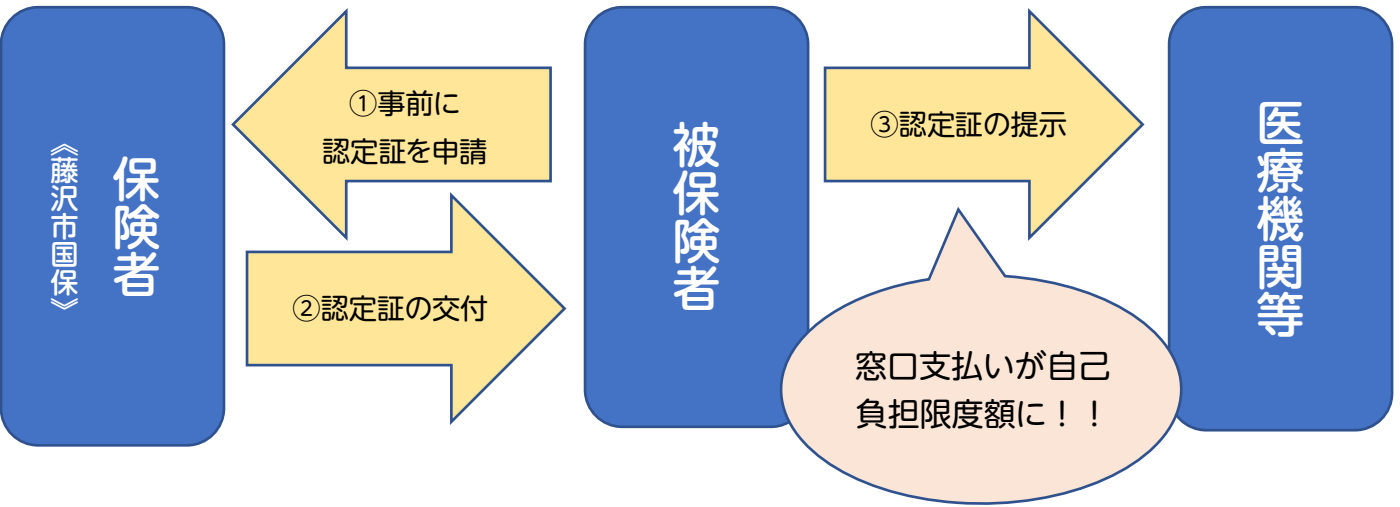 保険者
《藤沢市国保》
①事前に
認定証を申請
②認定証の交付
被保険者
③認定証の提示
窓口支払いが自己
負担限度額に！！
医療機関等